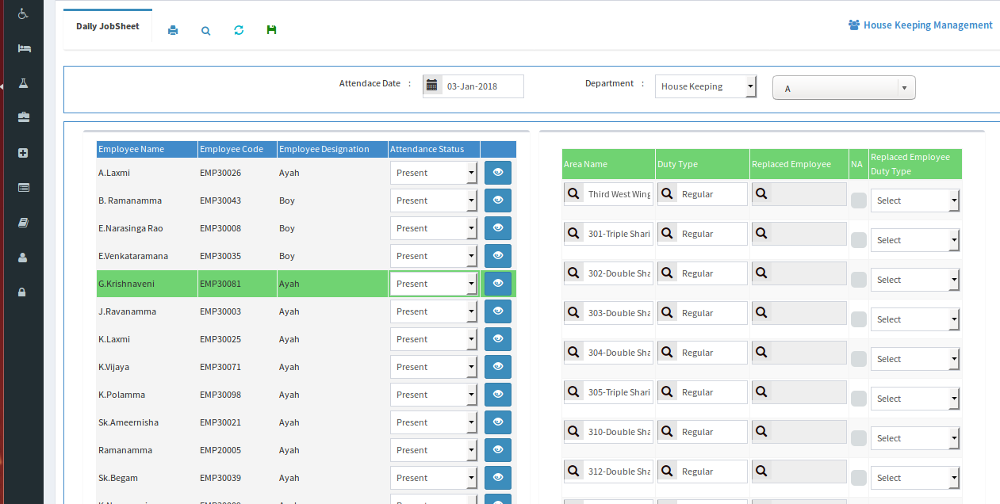 Daily JobSheet
House Keeping Management
Attendace Date :
03-Jan-2018
Department :
House Keeping
A
Employee Name Employee Code Employee Designation Attendance Status
A.Laxmi EMP30026 Ayah Present
B. Ramanamma EMP30043 Boy Present
E.Narasinga Rao EMP30008 Boy Present
E.Venkataramana EMP30035 Boy Present
G.Krishnaveni EMP30081 Ayah Present
J.Ravanamma EMP30003 Ayah Present
K.Laxmi EMP30025 Ayah Present
K.Vijaya EMP30071 Ayah Present
K.Polamma EMP30098 Ayah Present
Sk.Ameernisha EMP30021 Ayah Present
Ramanamma EMP20005 Ayah Present
Sk.Begam EMP30039 Ayah Present
Area Name Duty Type Replaced Employee NA Replaced Employee
Duty Type
Third West Wing Regular Select
301-Triple Shari Regular Select
302-Double Sha Regular Select
303-Double Sha Regular Select
304-Double Sha Regular Select
305-Triple Shari Regular Select
310-Double Sha Regular Select
312-Double Sha Regular Select